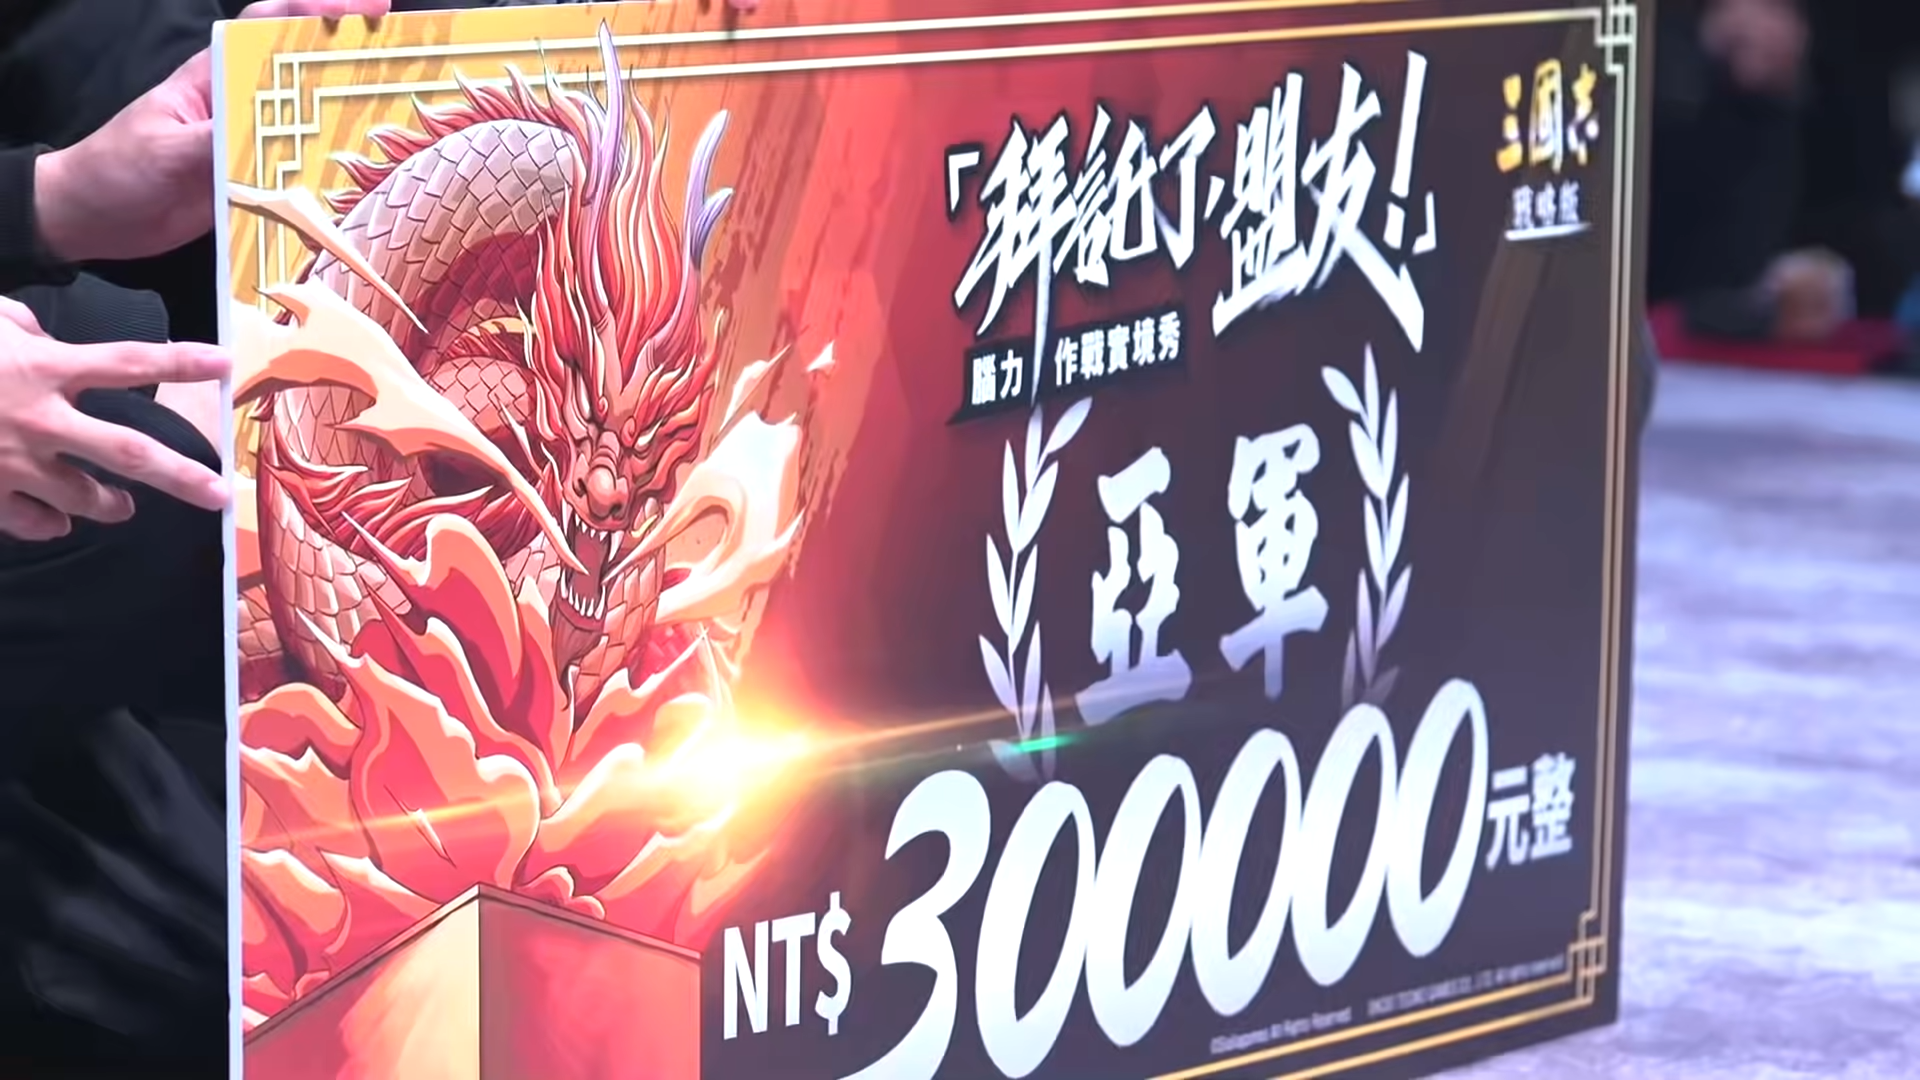 「拜託了，盟友！」
三國志
戰略版
腦力 作戰實境秀
亞軍
NT$300000元整